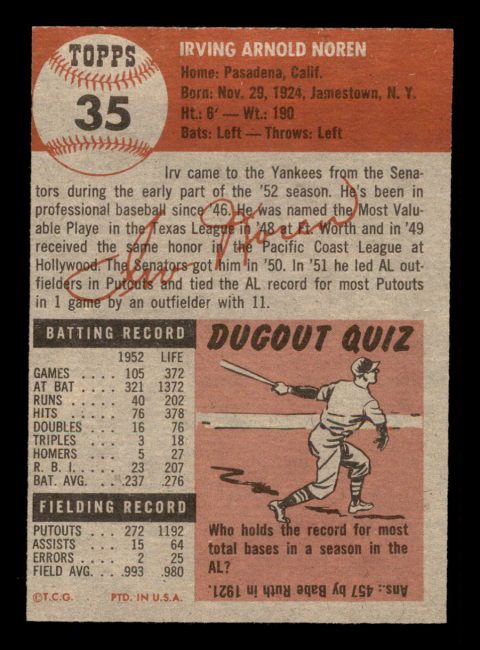 TOPPS
35
IRVING ARNOLD NOREN
Home: Pasadena, Calif.
Born: Nov. 29, 1924, Jamestown, N. Y.
Ht.: 6' — Wt.: 190
Bats: Left — Throws: Left
Irv came to the Yankees from the Sena-
tors during the early part of the '52 season. He's been in
professional baseball since '46. He was named the Most Valu-
able Playe in the Texas League in '48 at Ft. Worth and in '49
received the same honor in the Pacific Coast League at
Hollywood. The Senators got him in '50. In '51 he led AL out-
fielders in Putouts and tied the AL record for most Putouts
in 1 game by an outfielder with 11.
Irv Noren
BATTING RECORD
1952 LIFE
GAMES 105 372
AT BAT 321 1372
RUNS 40 202
HITS 76 378
DOUBLES 16 76
TRIPLES 3 18
HOMERS 5 27
R. B. I. 23 207
BAT. AVG. .237 .276
FIELDING RECORD
PUTOUTS 272 1192
ASSISTS 15 64
ERRORS 2 25
FIELD AVG. .993 .980
©T.C.G. PTD. IN U.S.A.
DUGOUT QUIZ
Who holds the record for most
total bases in a season in the
AL?
Ans.: 457 by Babe Ruth in 1921.